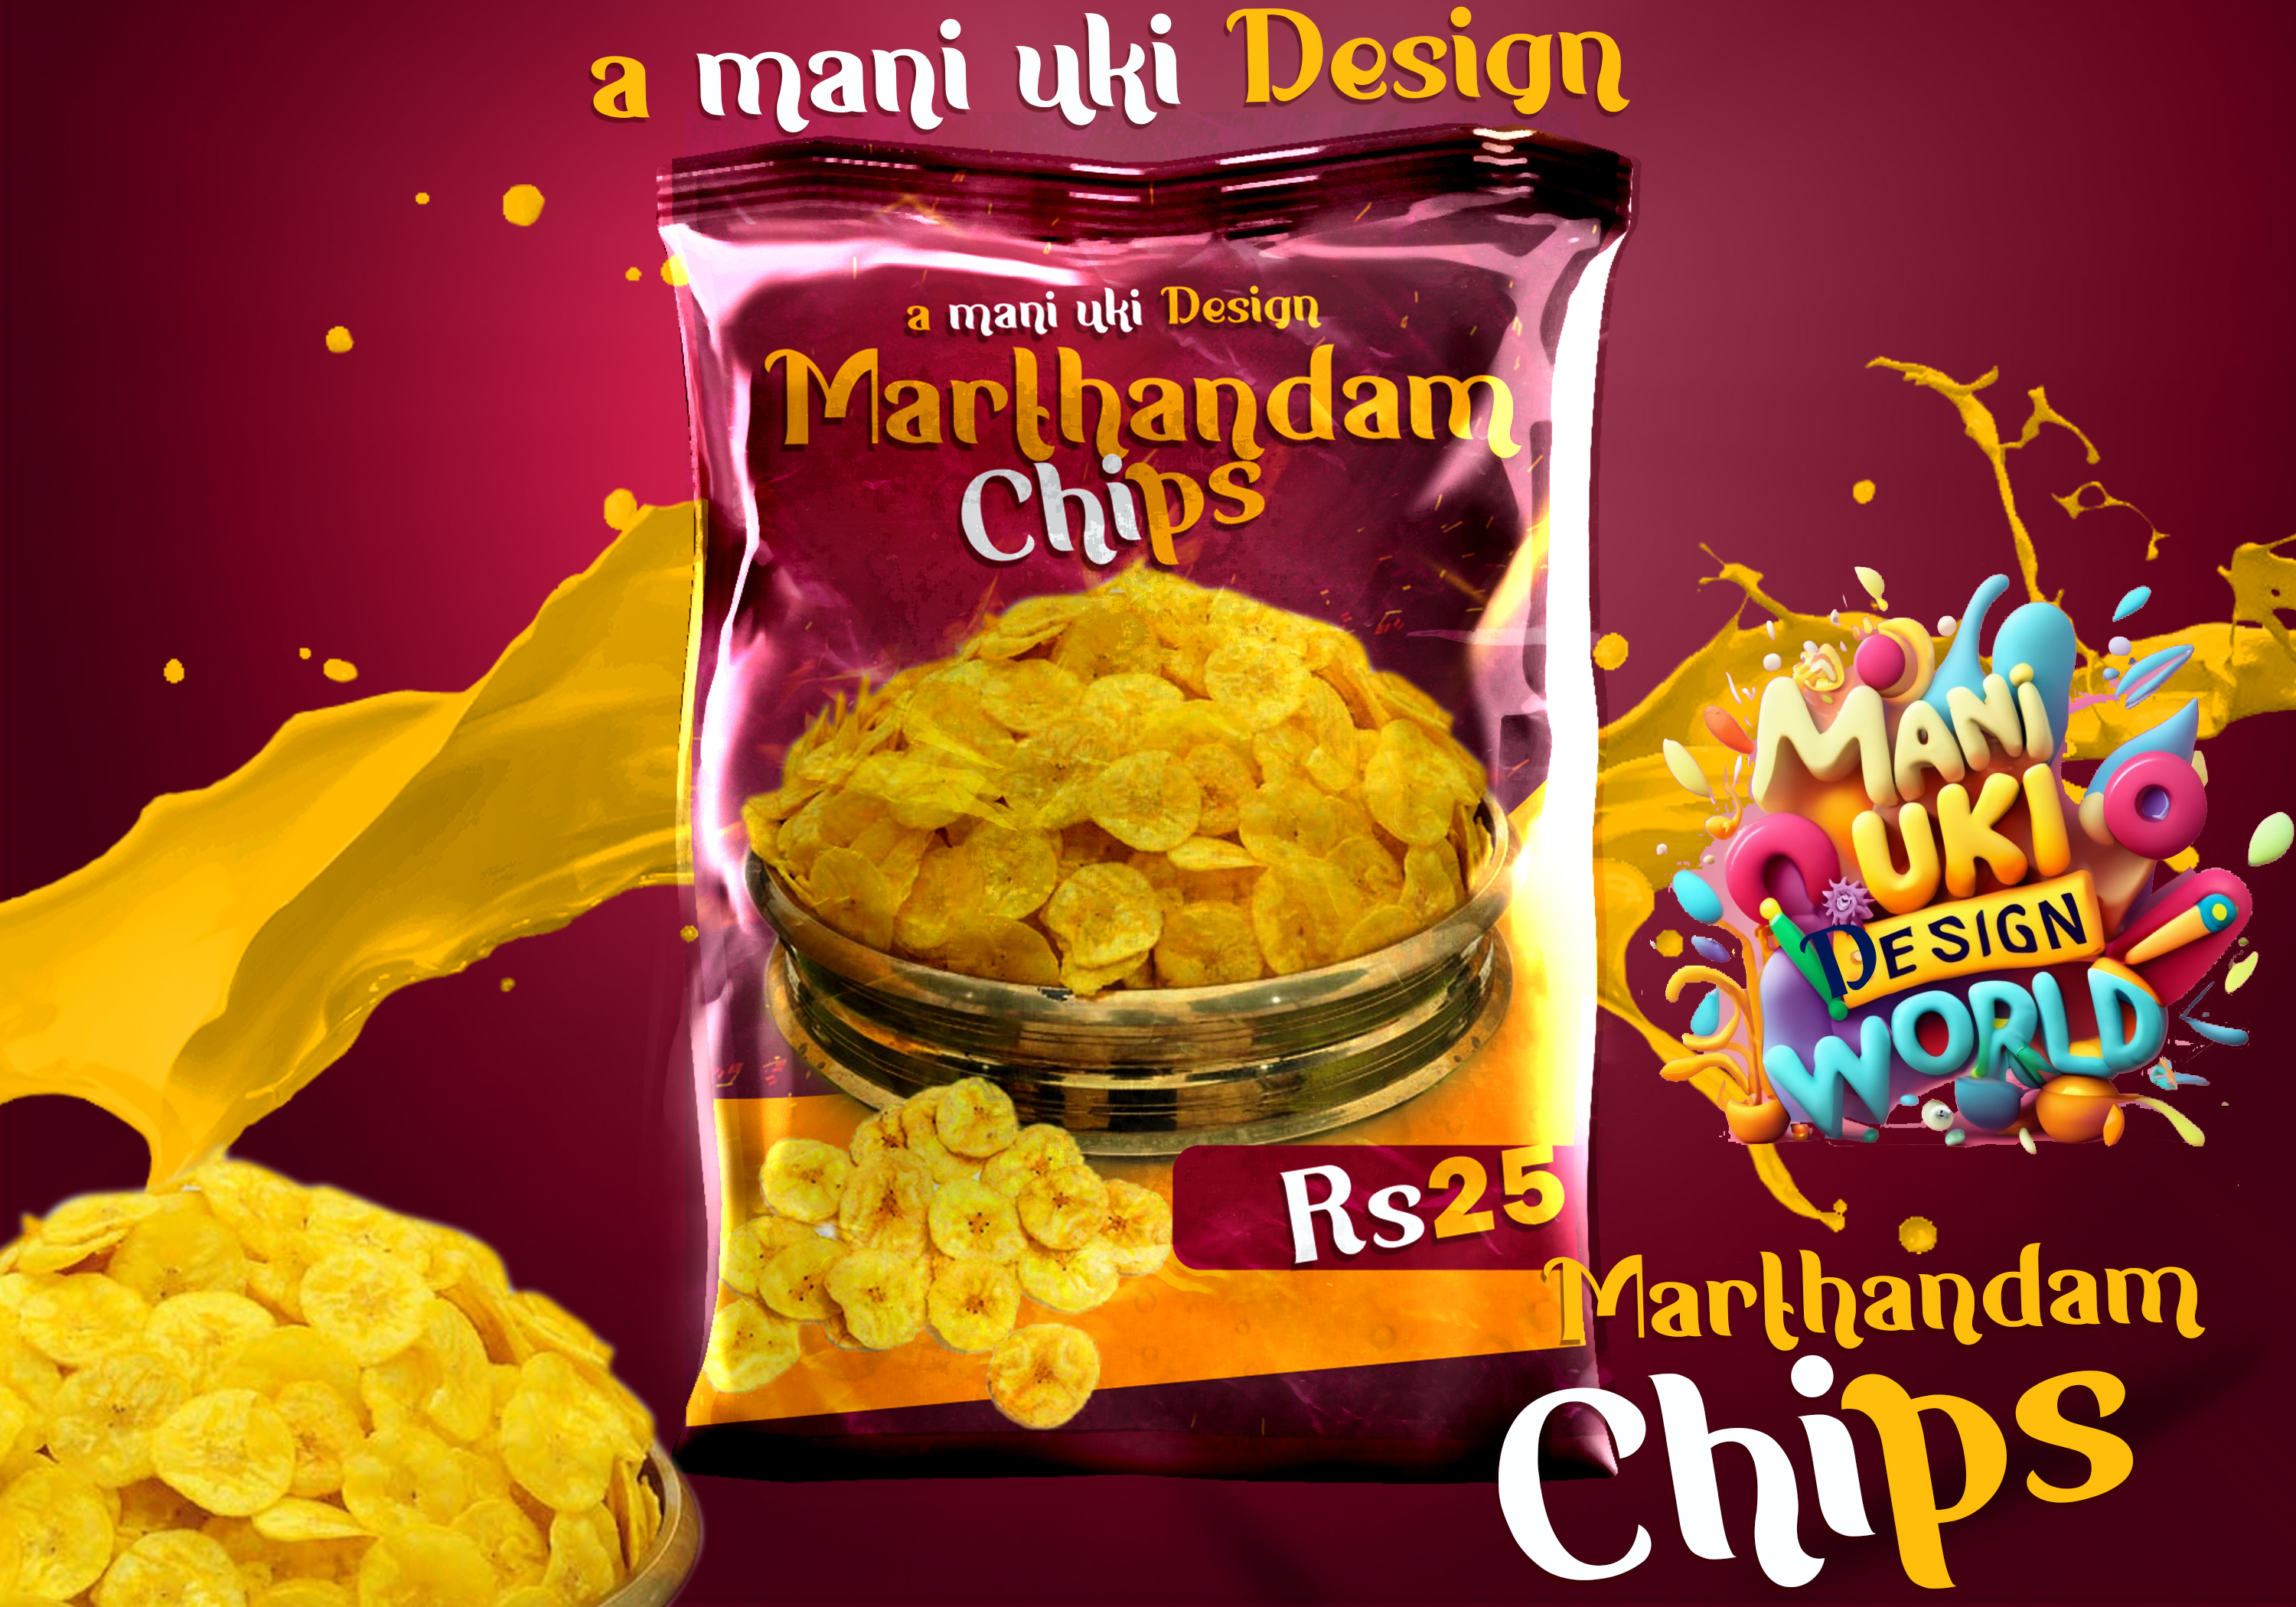 a mani uki Design
a mani uki Design
Marthandam
Chips
MANI
UKI
DESIGN
WORLD
Rs25
Marthandam
Chips